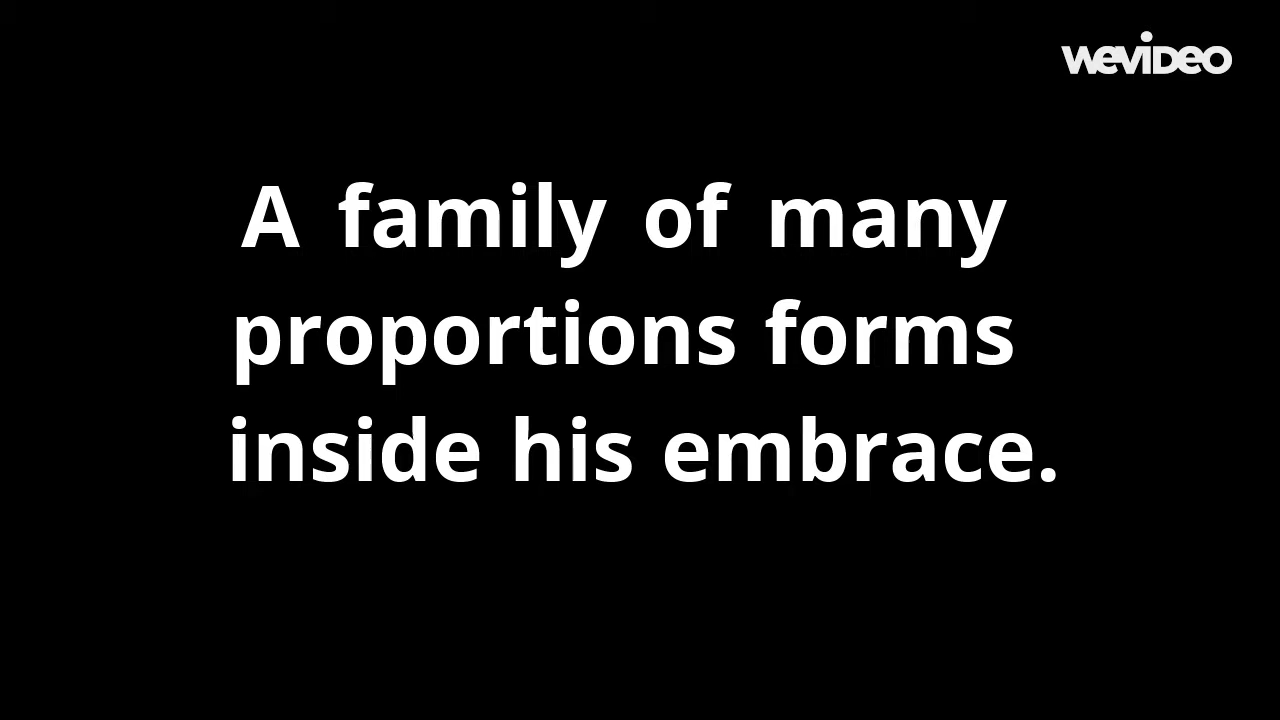 wevideo
A family of many
proportions forms
inside his embrace.